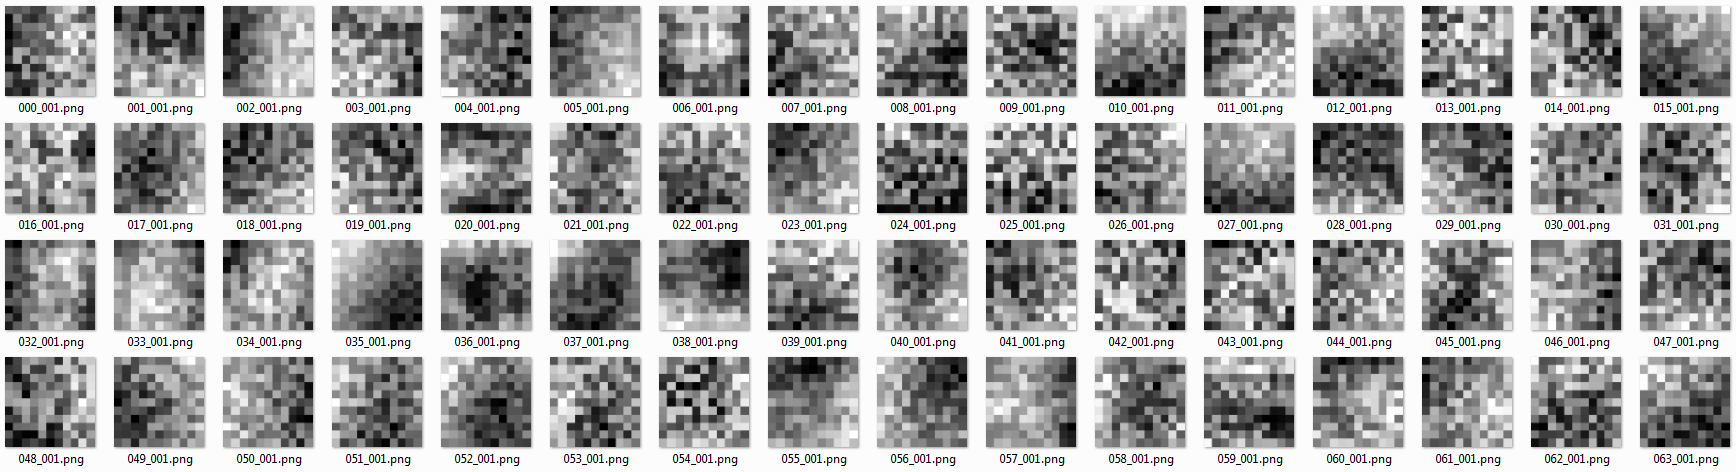 000_001.png 001_001.png 002_001.png 003_001.png 004_001.png 005_001.png 006_001.png 007_001.png 008_001.png 009_001.png 010_001.png 011_001.png 012_001.png 013_001.png 014_001.png 015_001.png
016_001.png 017_001.png 018_001.png 019_001.png 020_001.png 021_001.png 022_001.png 023_001.png 024_001.png 025_001.png 026_001.png 027_001.png 028_001.png 029_001.png 030_001.png 031_001.png
032_001.png 033_001.png 034_001.png 035_001.png 036_001.png 037_001.png 038_001.png 039_001.png 040_001.png 041_001.png 042_001.png 043_001.png 044_001.png 045_001.png 046_001.png 047_001.png
048_001.png 049_001.png 050_001.png 051_001.png 052_001.png 053_001.png 054_001.png 055_001.png 056_001.png 057_001.png 058_001.png 059_001.png 060_001.png 061_001.png 062_001.png 063_001.png